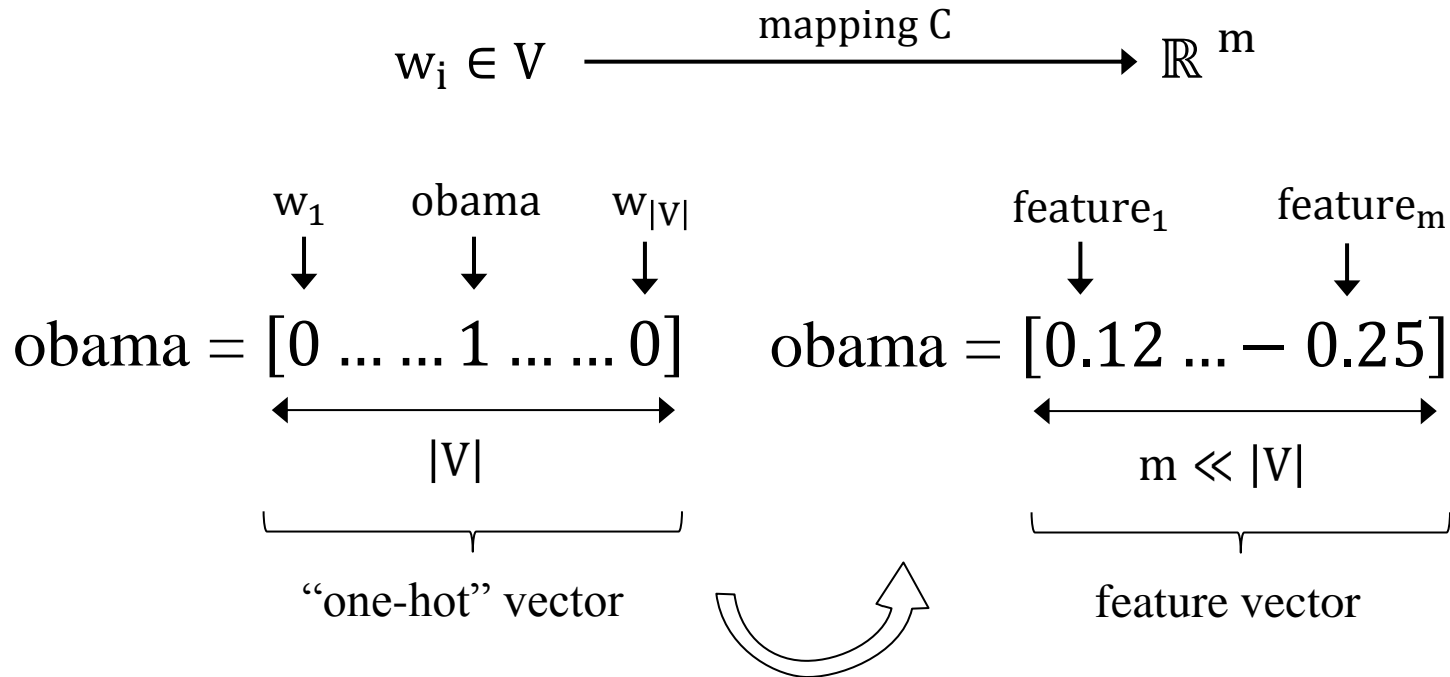 mapping C
wᵢ ∈ V ℝ ᵐ
w₁ obama w_|V| feature₁ featureₘ
obama = [0 … … 1 … … 0] obama = [0.12 … − 0.25]
|V| m ≪ |V|
“one-hot” vector feature vector